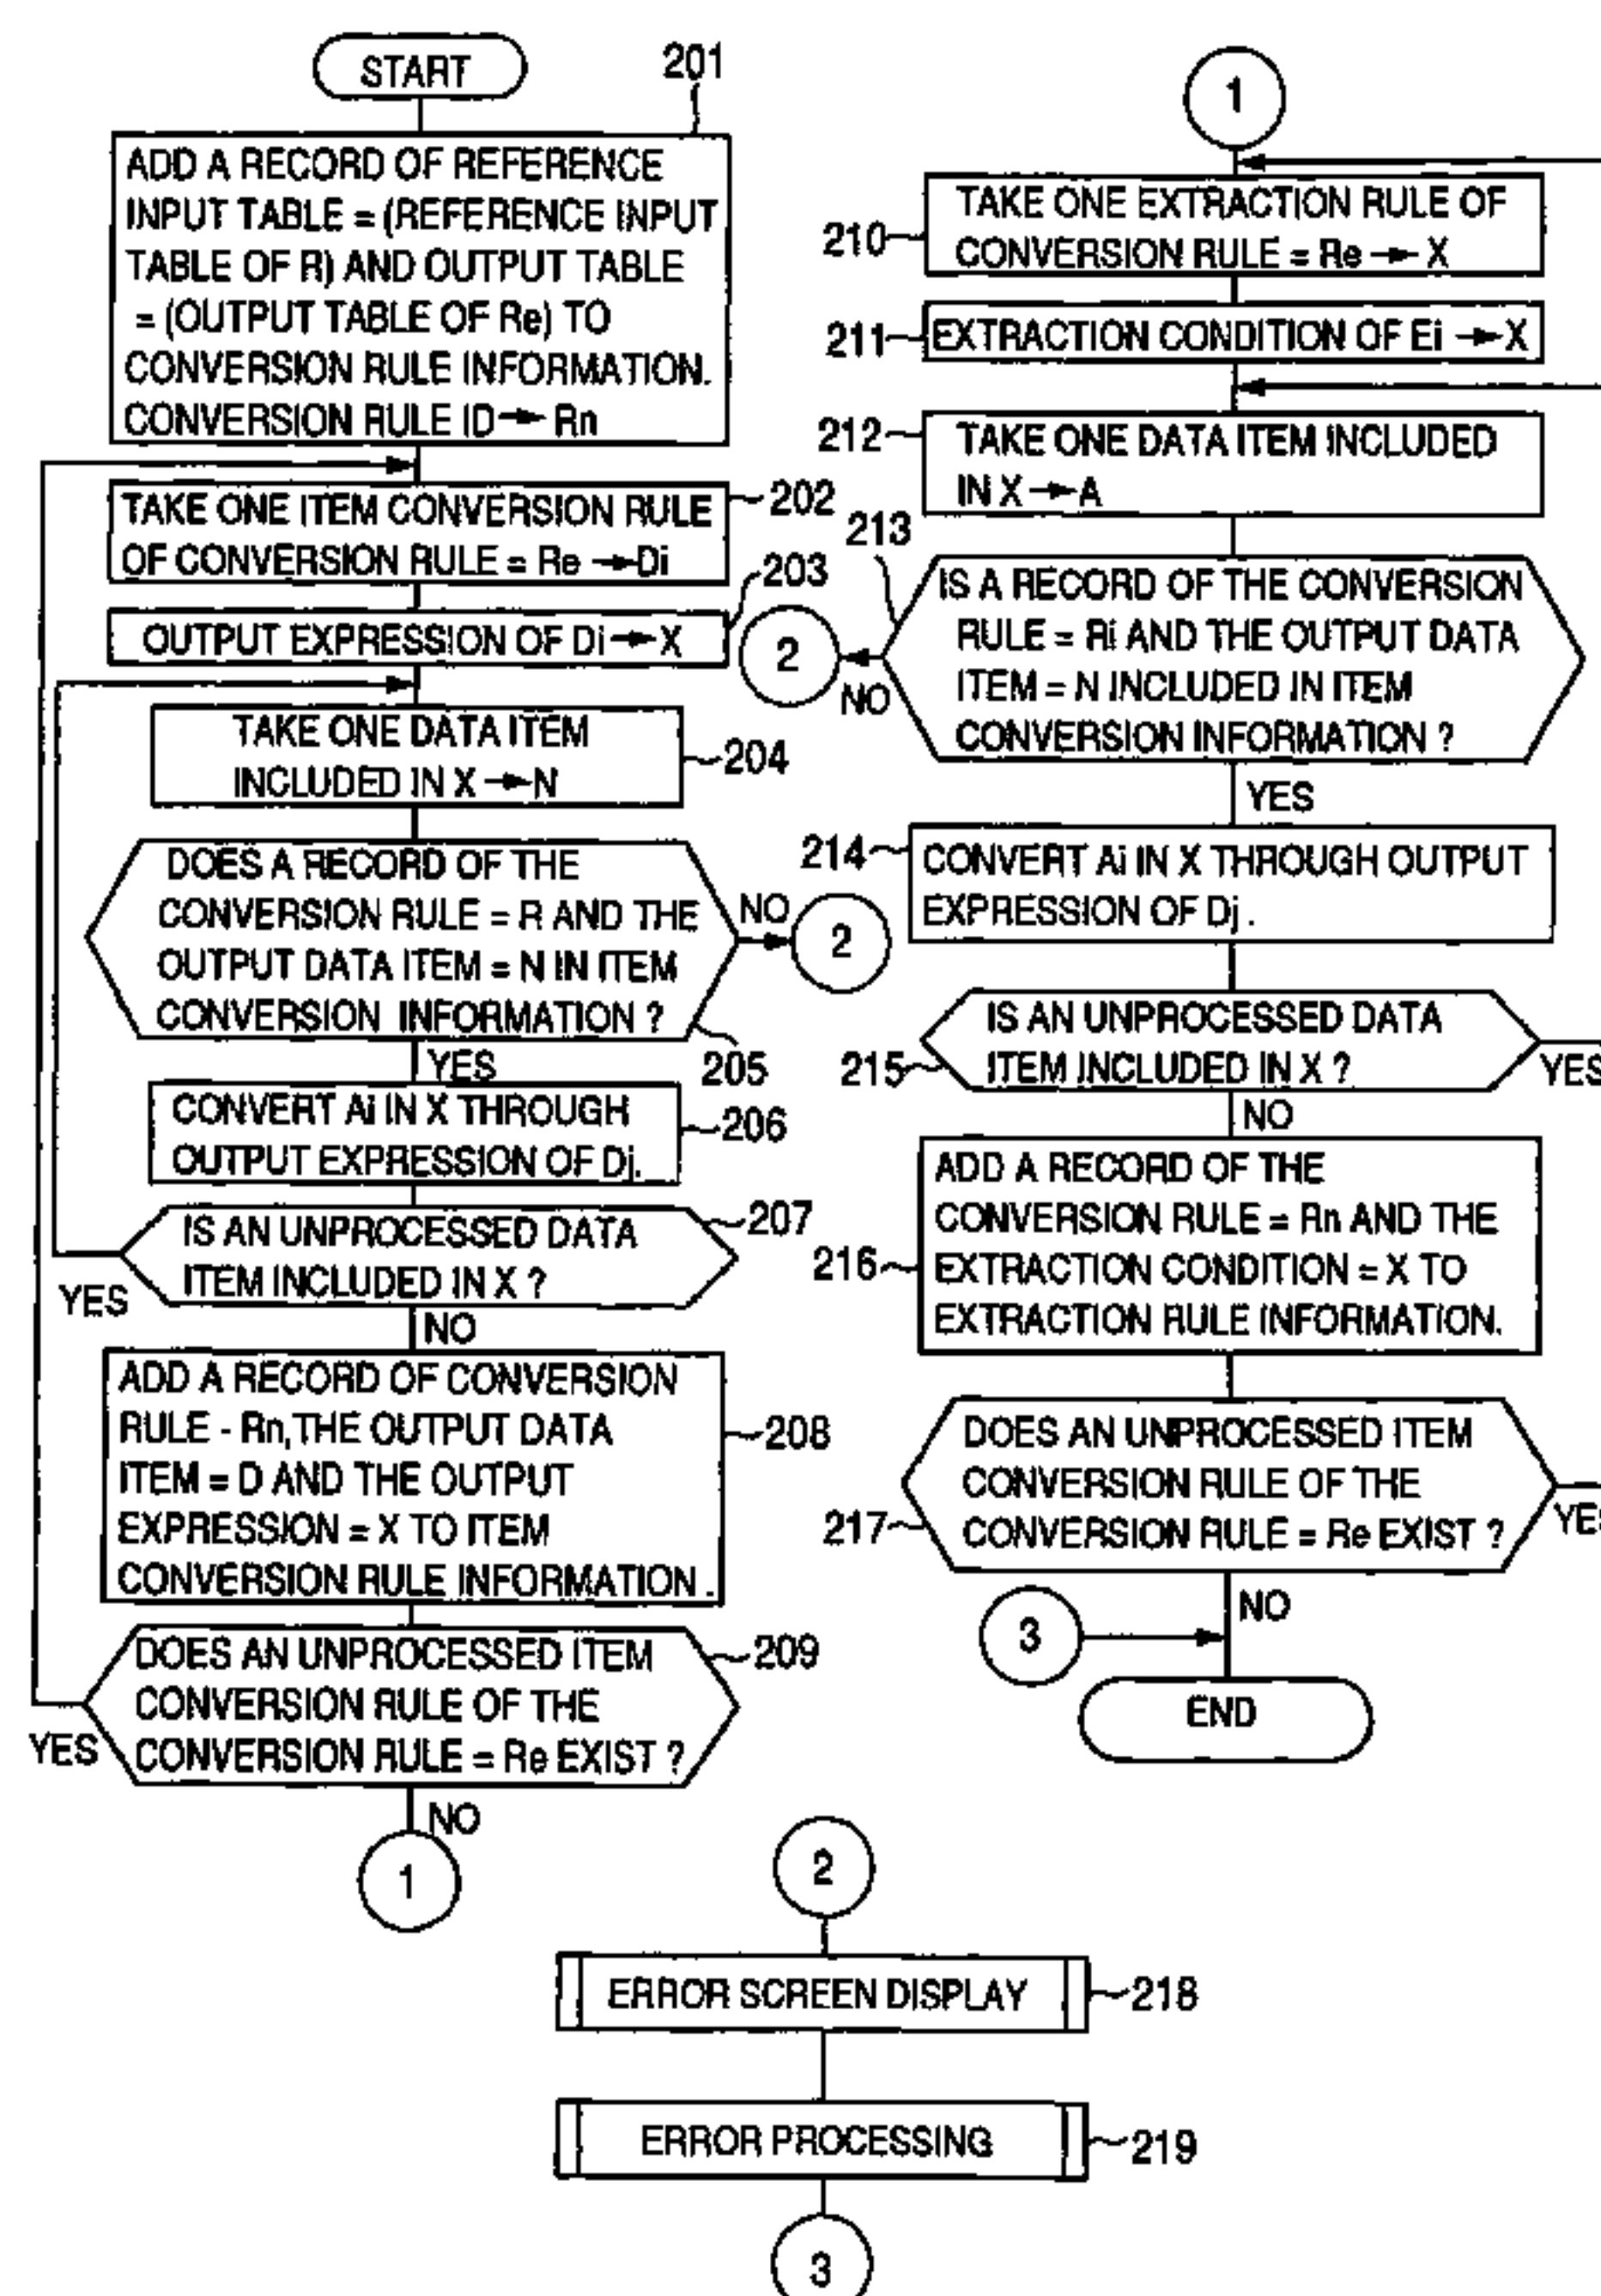 START
201
ADD A RECORD OF REFERENCE
INPUT TABLE = (REFERENCE INPUT
TABLE OF R) AND OUTPUT TABLE
= (OUTPUT TABLE OF Re) TO
CONVERSION RULE INFORMATION.
CONVERSION RULE ID → Rn
TAKE ONE ITEM CONVERSION RULE
OF CONVERSION RULE = Re → Di
202
OUTPUT EXPRESSION OF Di → X
203
TAKE ONE DATA ITEM
INCLUDED IN X → N
204
DOES A RECORD OF THE
CONVERSION RULE = R AND THE
OUTPUT DATA ITEM = N IN ITEM
CONVERSION INFORMATION ?
205
NO
2
YES
CONVERT Ai IN X THROUGH
OUTPUT EXPRESSION OF Dj.
206
IS AN UNPROCESSED DATA
ITEM INCLUDED IN X ?
207
YES
NO
ADD A RECORD OF CONVERSION
RULE - Rn, THE OUTPUT DATA
ITEM = D AND THE OUTPUT
EXPRESSION = X TO ITEM
CONVERSION RULE INFORMATION .
208
DOES AN UNPROCESSED ITEM
CONVERSION RULE OF THE
CONVERSION RULE = Re EXIST ?
209
YES
NO
1
1
TAKE ONE EXTRACTION RULE OF
CONVERSION RULE = Re → X
210
211
EXTRACTION CONDITION OF Ei → X
212
TAKE ONE DATA ITEM INCLUDED
IN X → A
213
IS A RECORD OF THE CONVERSION
RULE = Ri AND THE OUTPUT DATA
ITEM = N INCLUDED IN ITEM
CONVERSION INFORMATION ?
2
NO
YES
214
CONVERT Ai IN X THROUGH OUTPUT
EXPRESSION OF Dj .
IS AN UNPROCESSED DATA
ITEM INCLUDED IN X ?
215
YES
NO
ADD A RECORD OF THE
CONVERSION RULE = Rn AND THE
EXTRACTION CONDITION = X TO
EXTRACTION RULE INFORMATION.
216
DOES AN UNPROCESSED ITEM
CONVERSION RULE OF THE
CONVERSION RULE = Re EXIST ?
217
YES
NO
3
END
2
ERROR SCREEN DISPLAY
218
ERROR PROCESSING
219
3